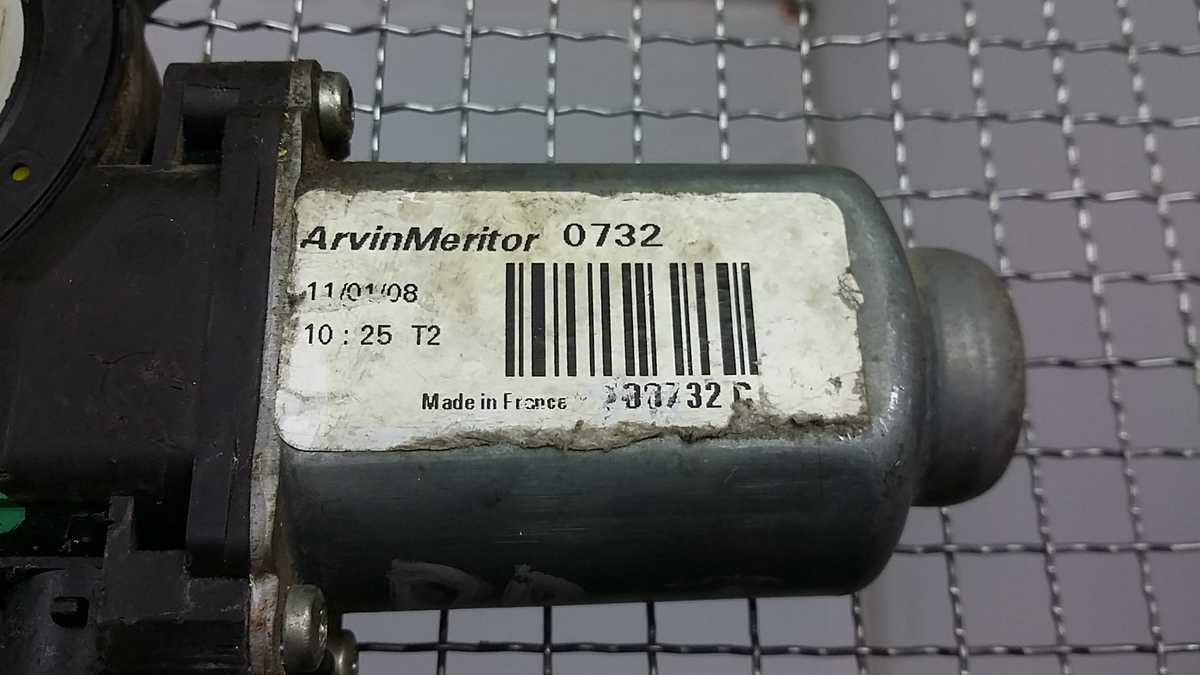 ArvinMeritor 0732
11/01/08
10 : 25 T2
Made in France